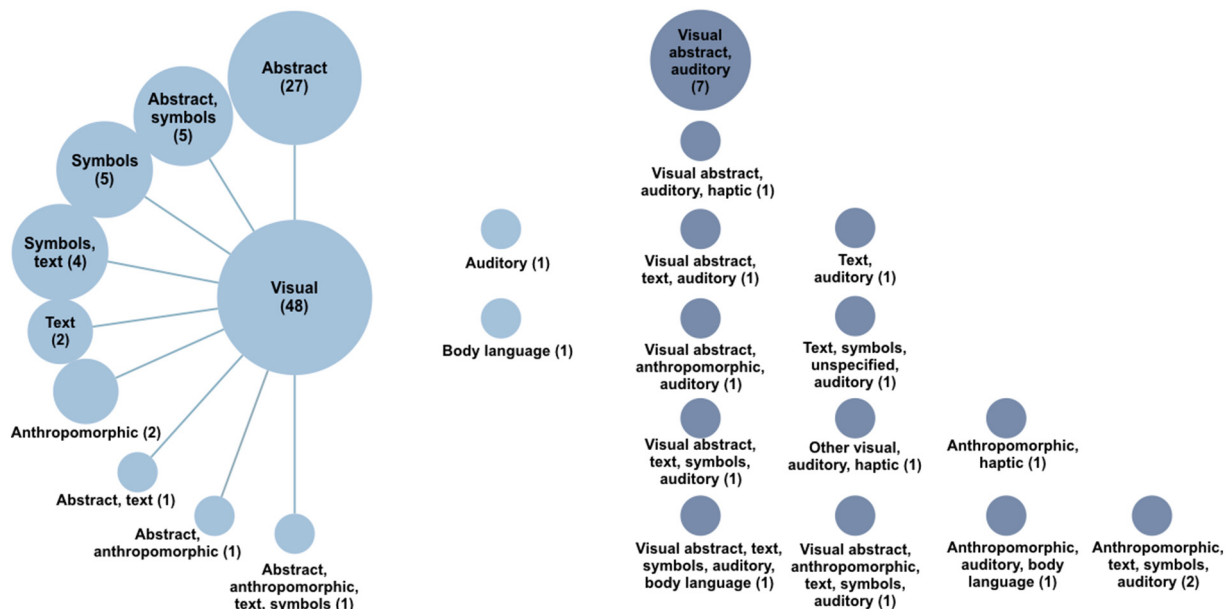 Abstract
(27)
Abstract,
symbols
(5)
Symbols
(5)
Symbols,
text (4)
Text
(2)
Anthropomorphic (2)
Abstract, text (1)
Abstract,
anthropomorphic (1)
Abstract,
anthropomorphic,
text, symbols (1)
Visual
(48)
Auditory (1)
Body language (1)
Visual
abstract,
auditory
(7)
Visual abstract,
auditory, haptic (1)
Visual abstract,
text, auditory (1)
Text,
auditory (1)
Visual abstract,
anthropomorphic,
auditory (1)
Text, symbols,
unspecified,
auditory (1)
Visual abstract,
text, symbols,
auditory (1)
Other visual,
auditory, haptic (1)
Anthropomorphic,
haptic (1)
Visual abstract, text,
symbols, auditory,
body language (1)
Visual abstract,
anthropomorphic,
text, symbols,
auditory (1)
Anthropomorphic,
auditory, body
language (1)
Anthropomorphic,
text, symbols,
auditory (2)